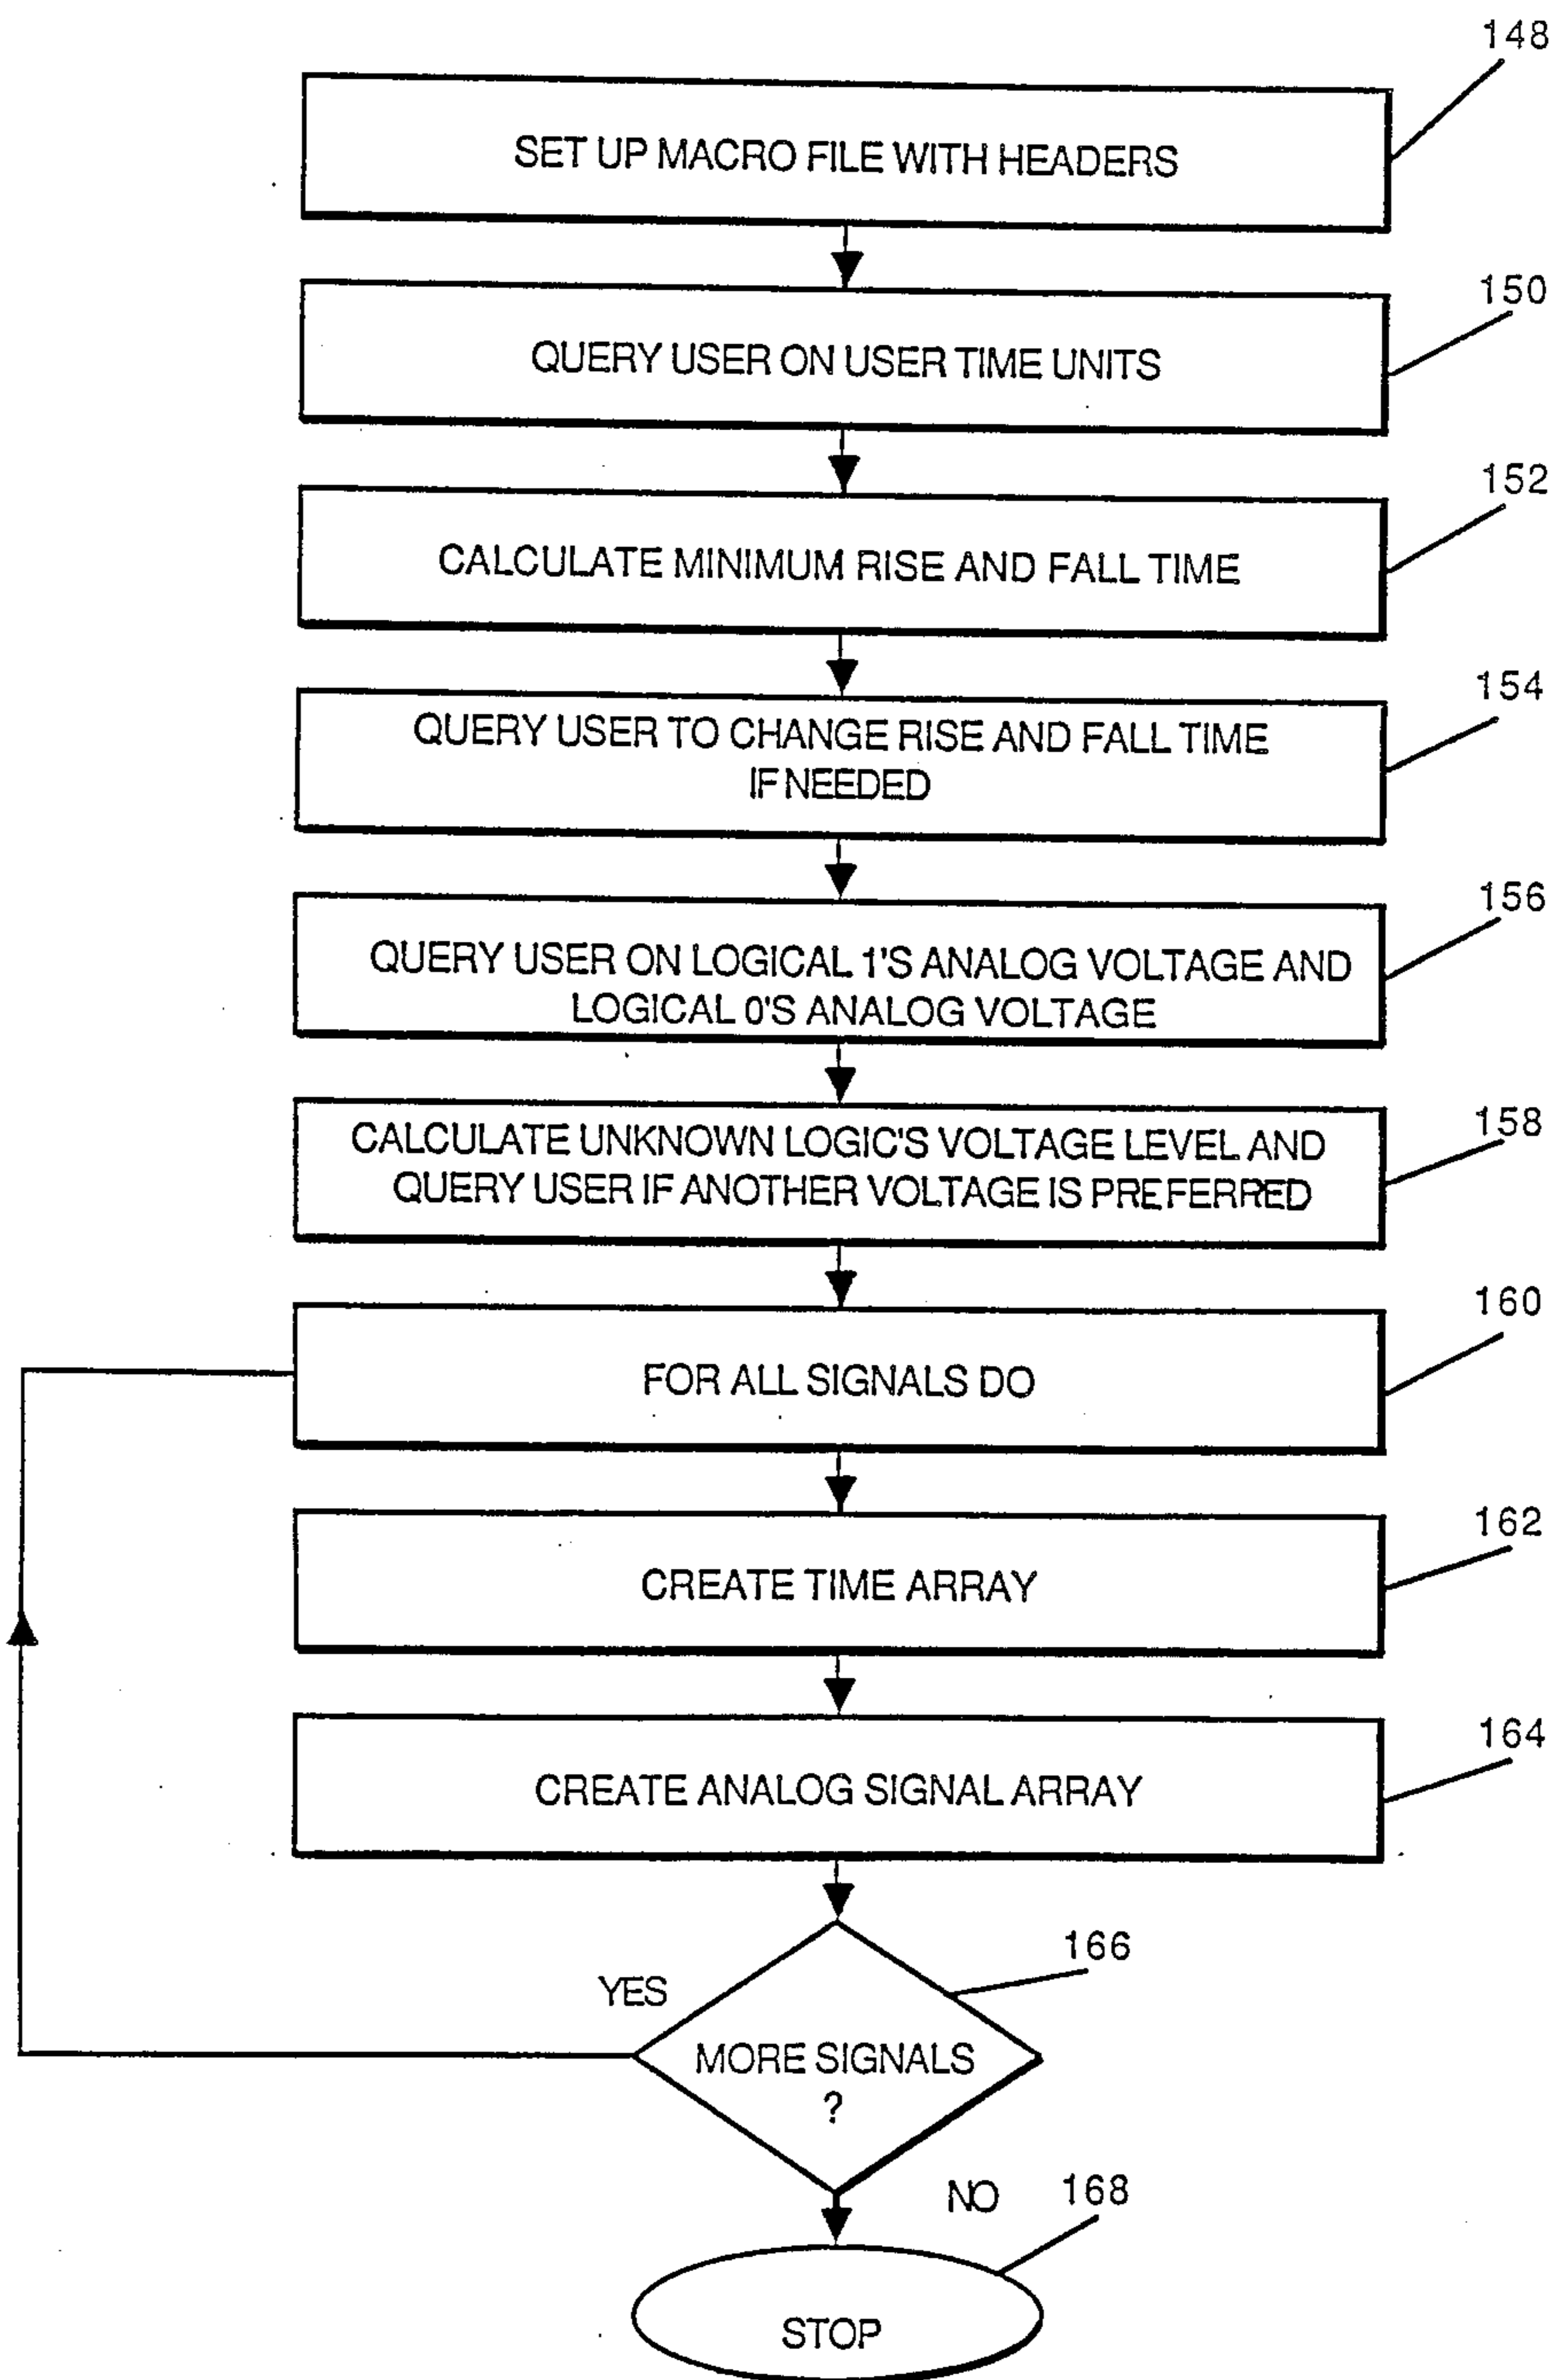 148
SET UP MACRO FILE WITH HEADERS
150
QUERY USER ON USER TIME UNITS
152
CALCULATE MINIMUM RISE AND FALL TIME
154
QUERY USER TO CHANGE RISE AND FALL TIME
IF NEEDED
156
QUERY USER ON LOGICAL 1'S ANALOG VOLTAGE AND
LOGICAL 0'S ANALOG VOLTAGE
158
CALCULATE UNKNOWN LOGIC'S VOLTAGE LEVEL AND
QUERY USER IF ANOTHER VOLTAGE IS PREFERRED
160
FOR ALL SIGNALS DO
162
CREATE TIME ARRAY
164
CREATE ANALOG SIGNAL ARRAY
166
YES
MORE SIGNALS
?
NO
168
STOP